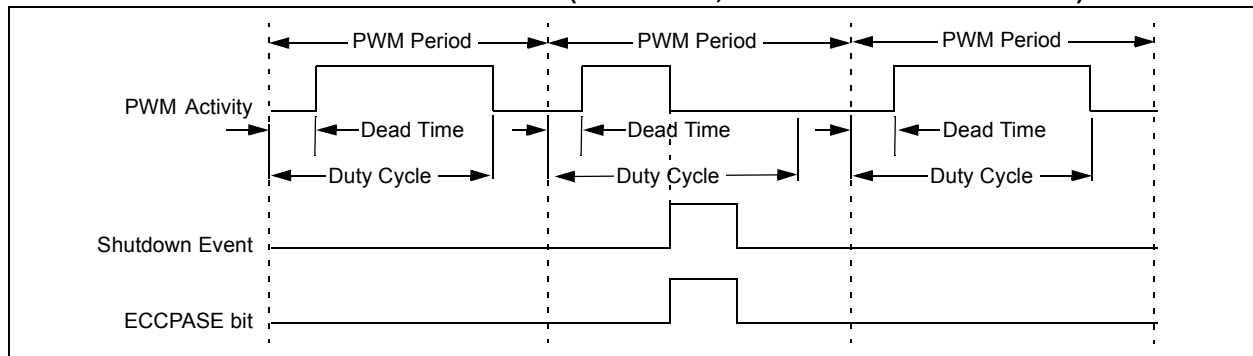 PWM Period PWM Period PWM Period
PWM Activity
Dead Time Dead Time Dead Time
Duty Cycle Duty Cycle Duty Cycle
Shutdown Event
ECCPASE bit